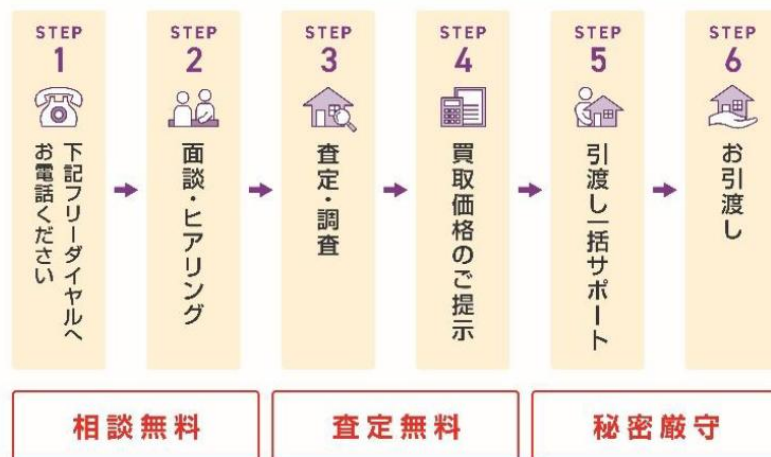 STEP
1
下記フリーダイヤルへ
お電話ください
STEP
2
面談・ヒアリング
STEP
3
査定・調査
STEP
4
買取価格のご提示
STEP
5
引渡し一括サポート
STEP
6
お引渡し
相談無料
査定無料
秘密厳守